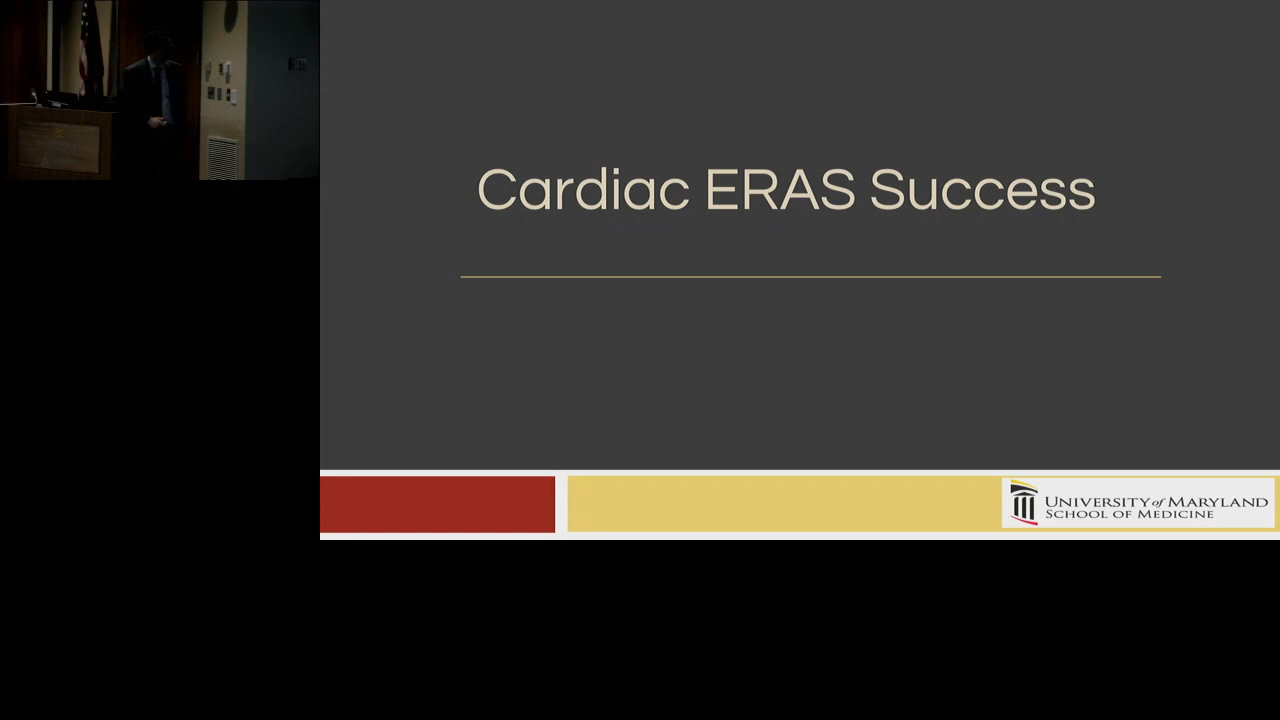 Cardiac ERAS Success
UNIVERSITY of MARYLAND
SCHOOL OF MEDICINE